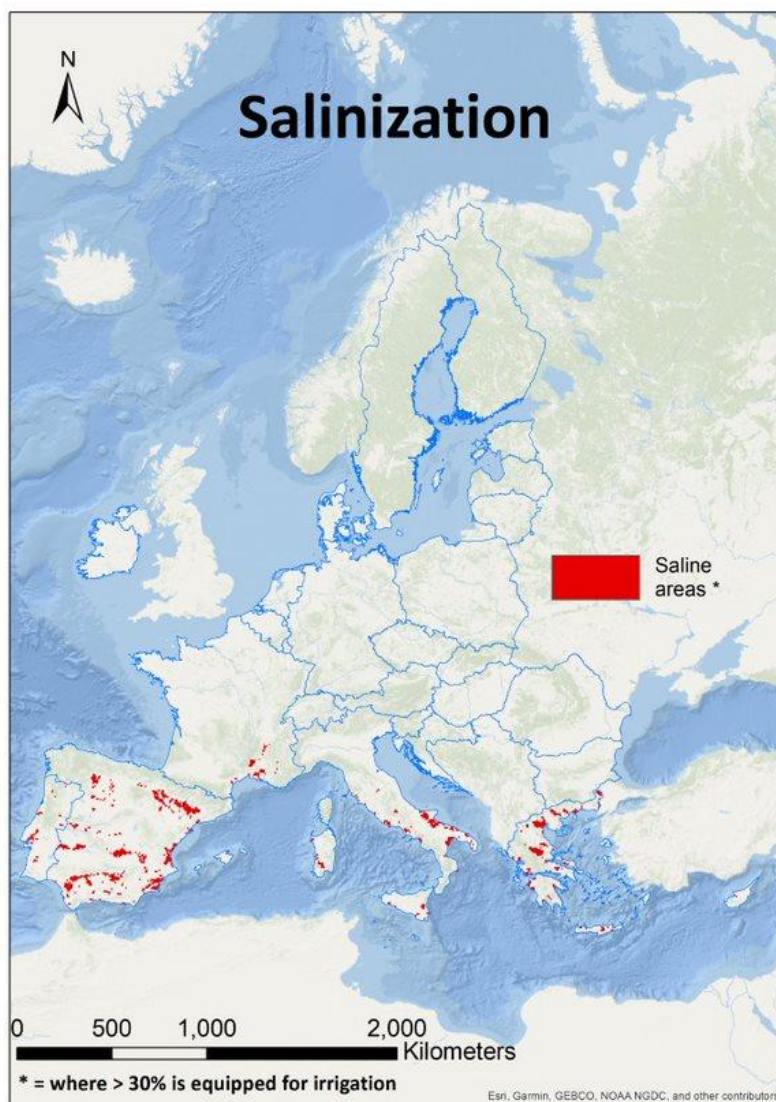 N
Salinization
Saline
areas *
0 500 1,000 2,000
Kilometers
* = where > 30% is equipped for irrigation
Esri, Garmin, GEBCO, NOAA NGDC, and other contributors